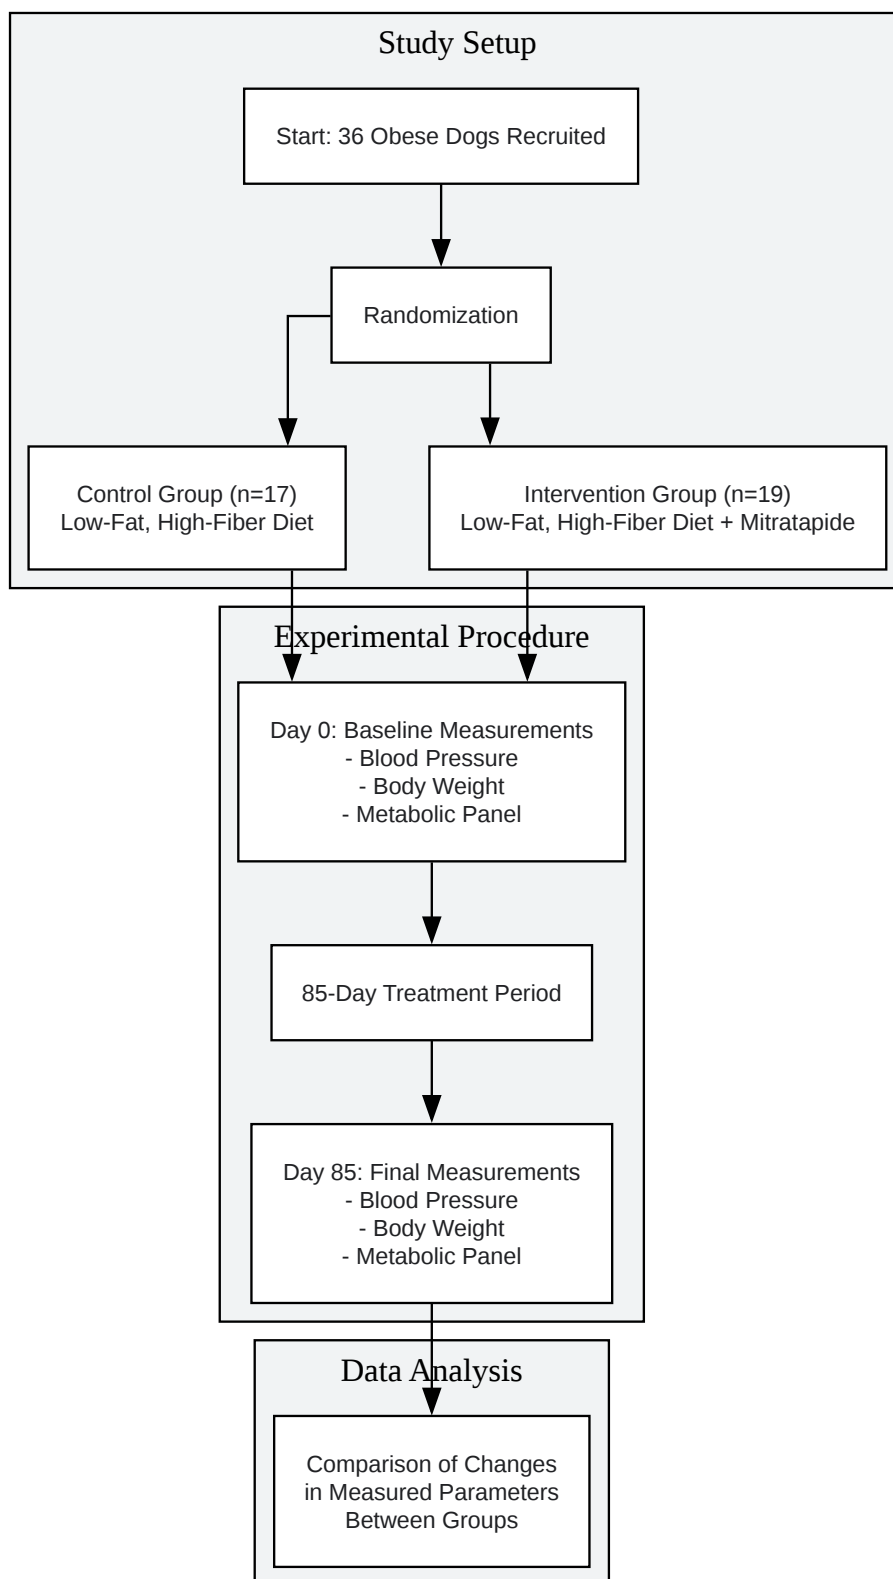 Study Setup
Start: 36 Obese Dogs Recruited
Randomization
Control Group (n=17)
Low-Fat, High-Fiber Diet
Intervention Group (n=19)
Low-Fat, High-Fiber Diet + Mitratapide
Experimental Procedure
Day 0: Baseline Measurements
- Blood Pressure
- Body Weight
- Metabolic Panel
85-Day Treatment Period
Day 85: Final Measurements
- Blood Pressure
- Body Weight
- Metabolic Panel
Data Analysis
Comparison of Changes
in Measured Parameters
Between Groups